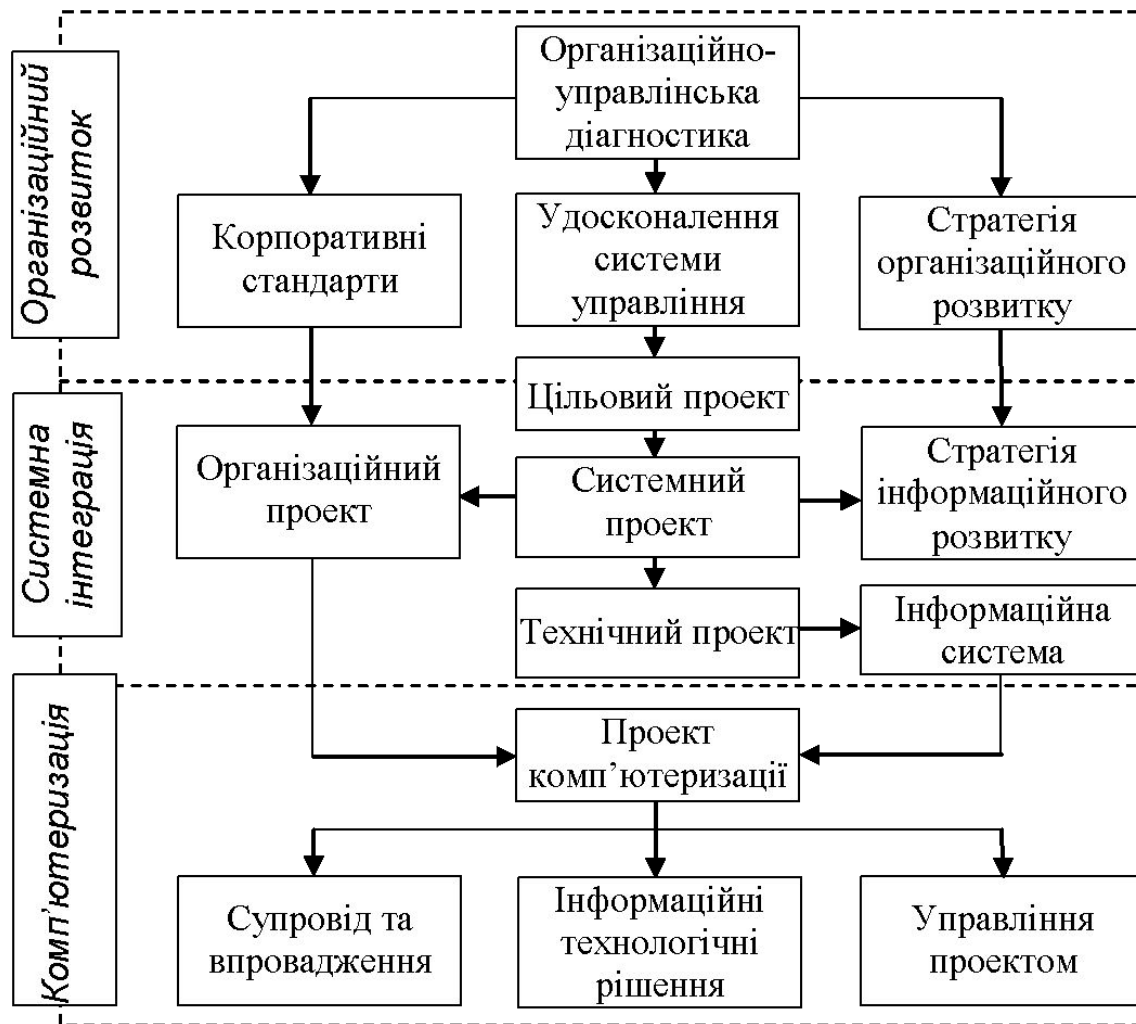 Організаційний
розвиток
Організаційно-
управлінська
діагностика
Корпоративні
стандарти
Удосконалення
системи
управління
Стратегія
організаційного
розвитку
Системна
інтеграція
Цільовий проект
Організаційний
проект
Системний
проект
Стратегія
інформаційного
розвитку
Технічний проект
Інформаційна
система
Комп’ютеризація
Проект
комп’ютеризації
Супровід та
впровадження
Інформаційні
технологічні
рішення
Управління
проектом